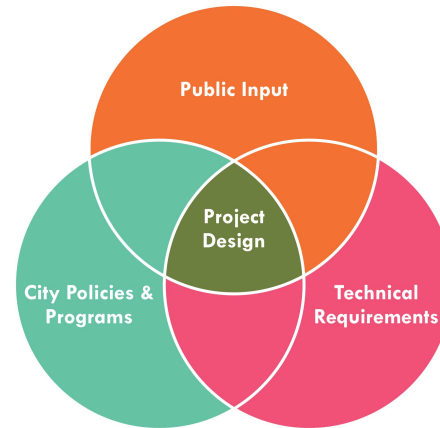 Public Input
Project
Design
City Policies &
Programs
Technical
Requirements